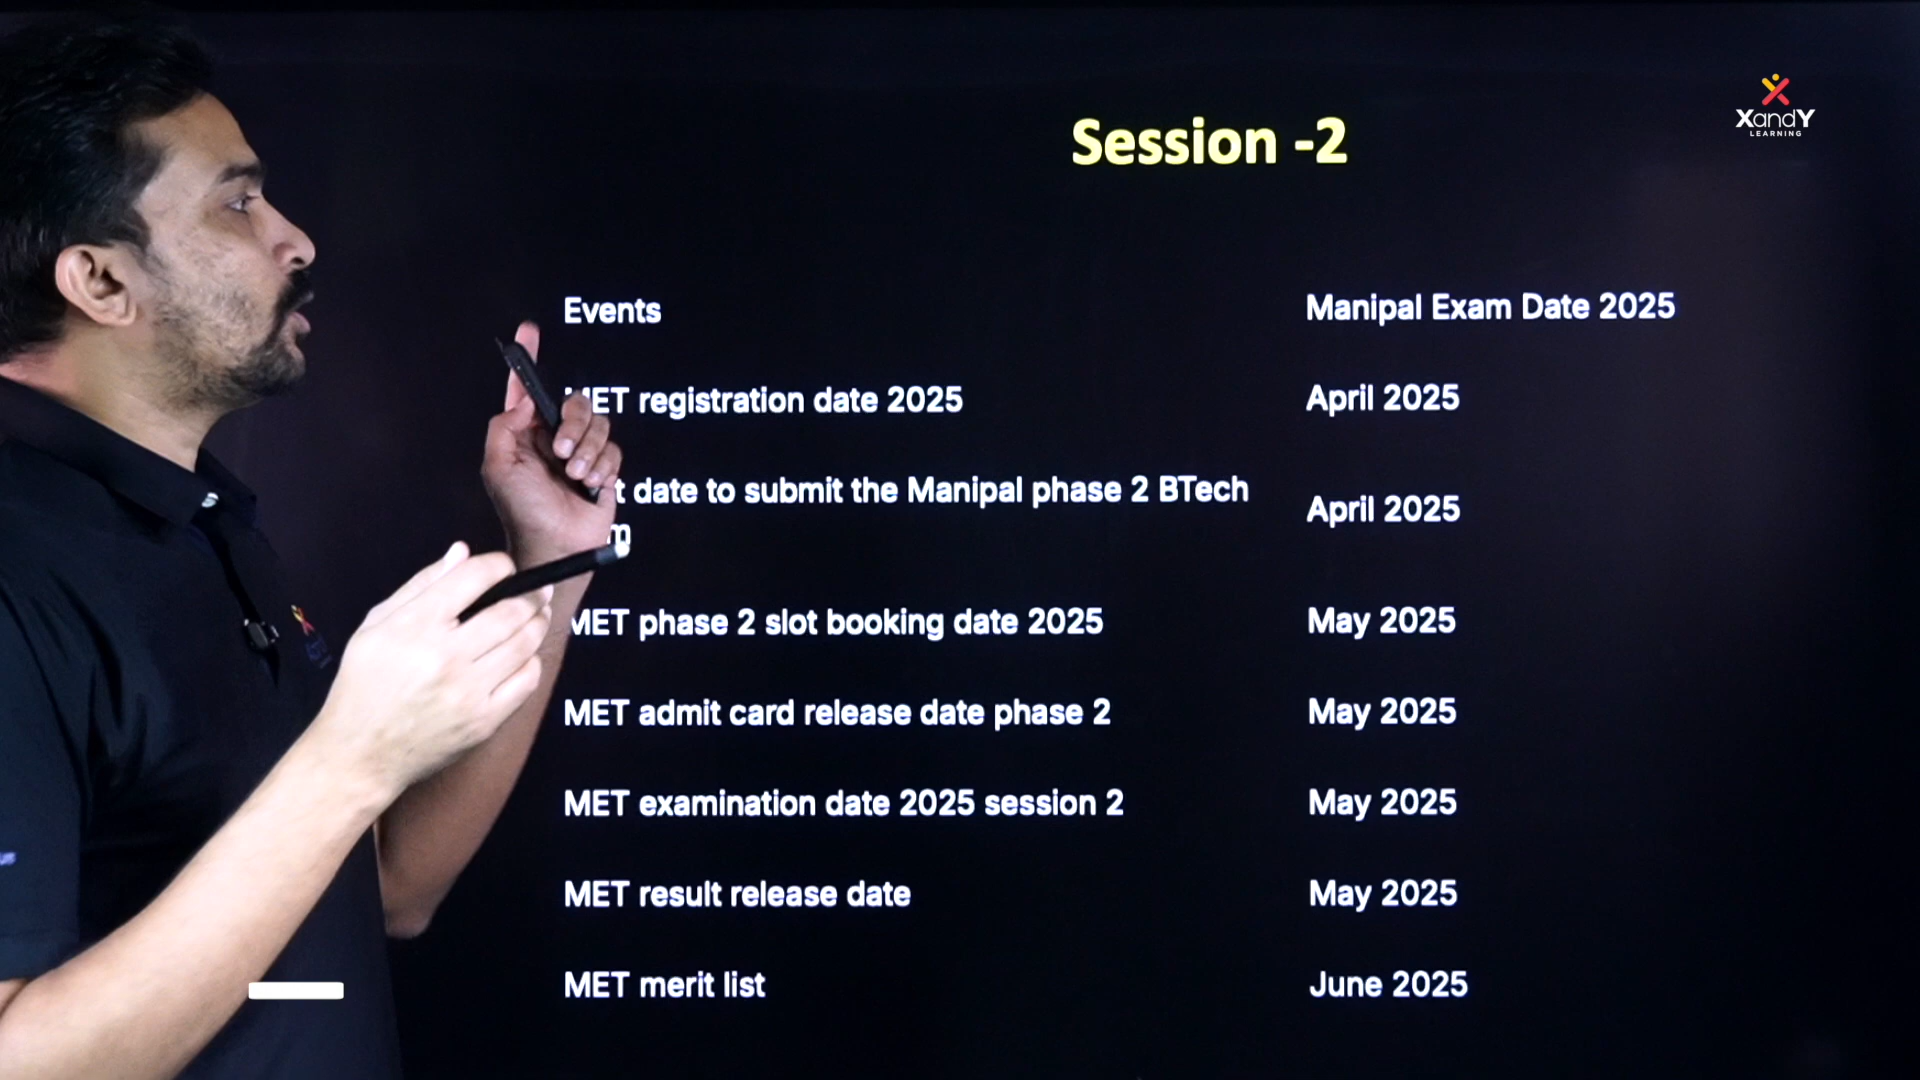 XandY
LEARNING
Session -2
Events Manipal Exam Date 2025
MET registration date 2025 April 2025
date to submit the Manipal phase 2 BTech April 2025
MET phase 2 slot booking date 2025 May 2025
MET admit card release date phase 2 May 2025
MET examination date 2025 session 2 May 2025
MET result release date May 2025
MET merit list June 2025